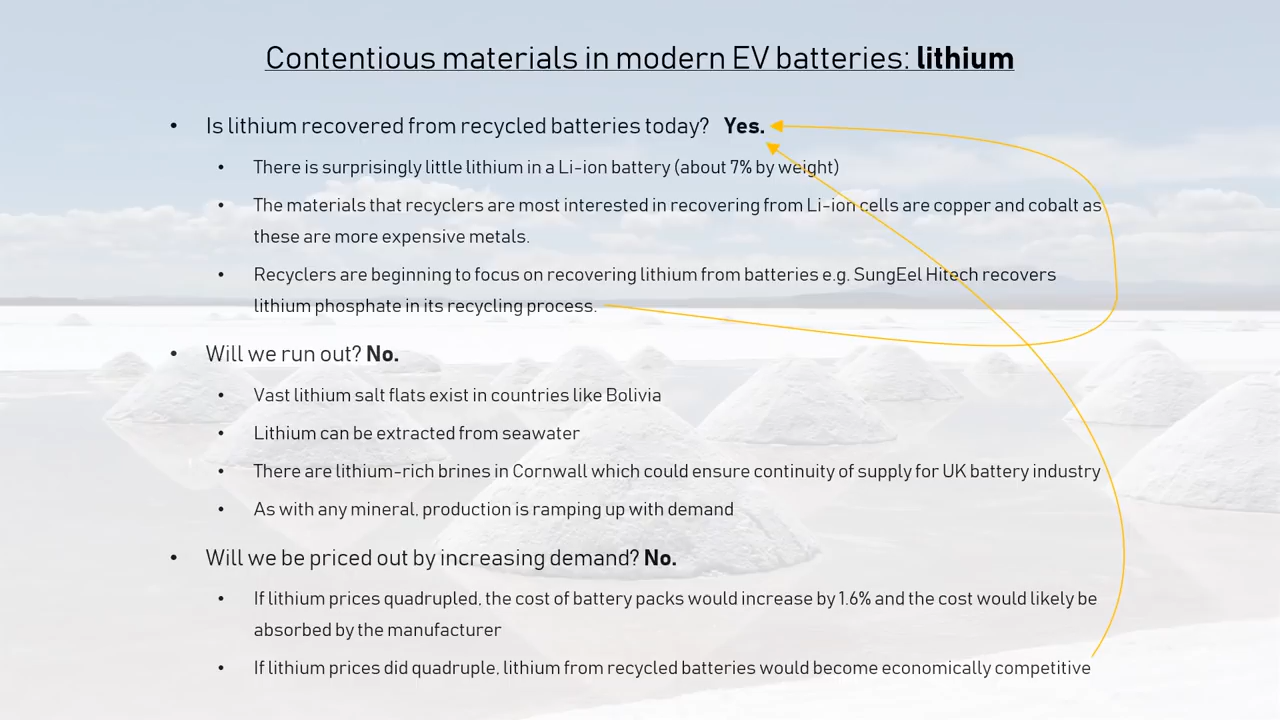 Contentious materials in modern EV batteries: lithium
• Is lithium recovered from recycled batteries today? Yes.
• There is surprisingly little lithium in a Li-ion battery (about 7% by weight)
• The materials that recyclers are most interested in recovering from Li-ion cells are copper and cobalt as
these are more expensive metals.
• Recyclers are beginning to focus on recovering lithium from batteries e.g. SungEel Hitech recovers
lithium phosphate in its recycling process.
• Will we run out? No.
• Vast lithium salt flats exist in countries like Bolivia
• Lithium can be extracted from seawater
• There are lithium-rich brines in Cornwall which could ensure continuity of supply for UK battery industry
• As with any mineral, production is ramping up with demand
• Will we be priced out by increasing demand? No.
• If lithium prices quadrupled, the cost of battery packs would increase by 1.6% and the cost would likely be
absorbed by the manufacturer
• If lithium prices did quadruple, lithium from recycled batteries would become economically competitive